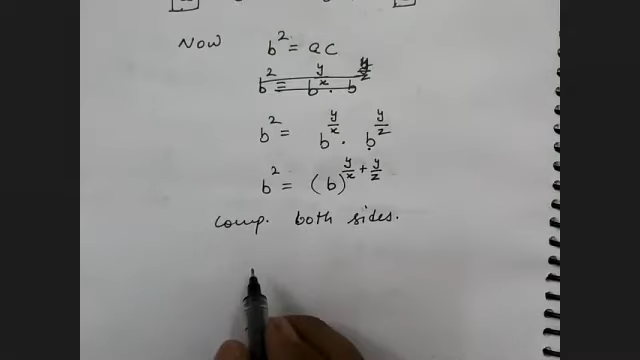 Now b² = ac
b² = b^(y/x) . b^(y/z)
b² = b^(y/x) . b^(y/z)
b² = (b)^(y/x + y/z)
comp. both sides.